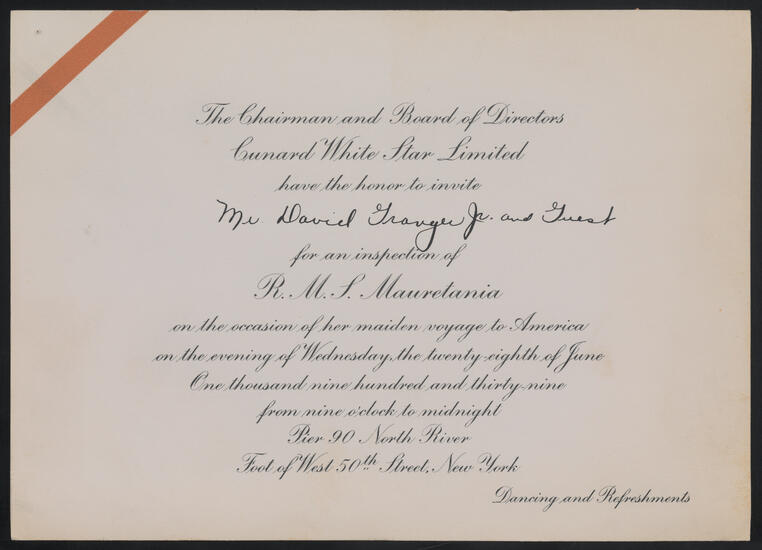 The Chairman and Board of Directors
Cunard White Star Limited
have the honor to invite
Mr. David Granger Jr. and Guest
for an inspection of
R. M. S. Mauretania
on the occasion of her maiden voyage to America
on the evening of Wednesday, the twenty-eighth of June
One thousand nine hundred and thirty-nine
from nine o'clock to midnight
Pier 90 North River
Foot of West 50th Street, New York
Dancing and Refreshments